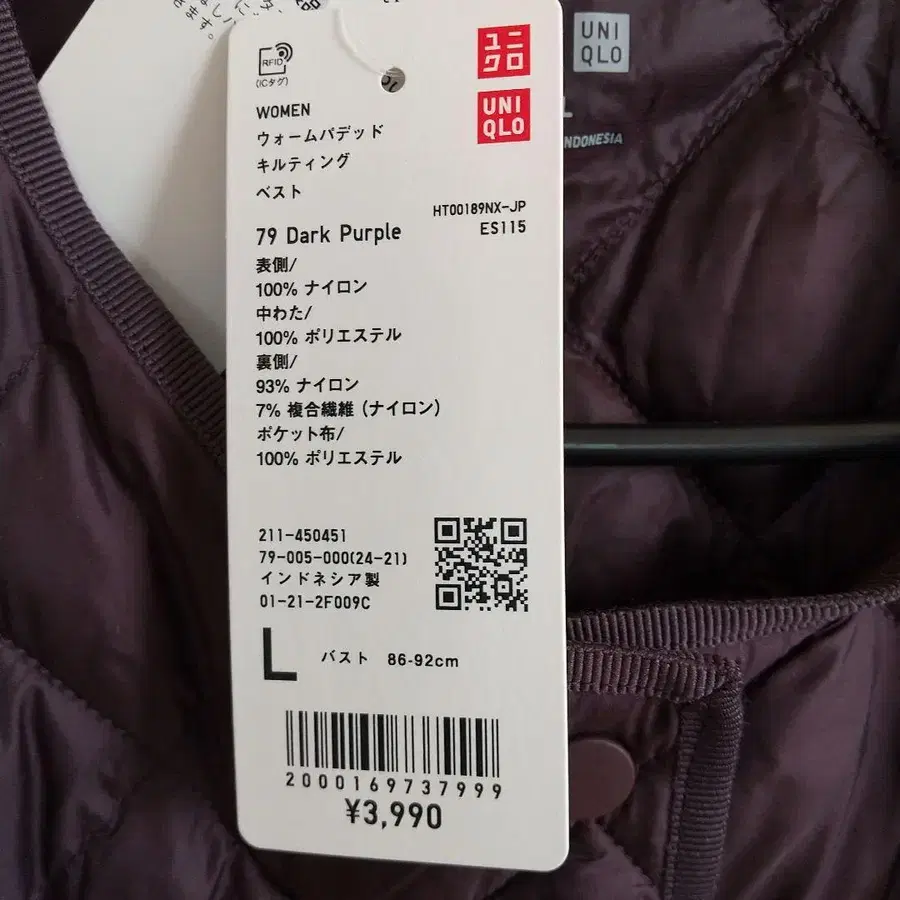 RFID
(ICタグ)
ユニ
クロ
UNI
QLO
WOMEN
ウォームパデッド
キルティング
ベスト
HT00189NX-JP
79 Dark Purple
ES115
表側/
100% ナイロン
中わた/
100% ポリエステル
裏側/
93% ナイロン
7% 複合繊維 (ナイロン)
ポケット布/
100% ポリエステル
211-450451
79-005-000(24-21)
インドネシア製
01-21-2F009C
L
バスト 86-92cm
2000169737999
¥3,990
UNI
QLO
L
INDONESIA